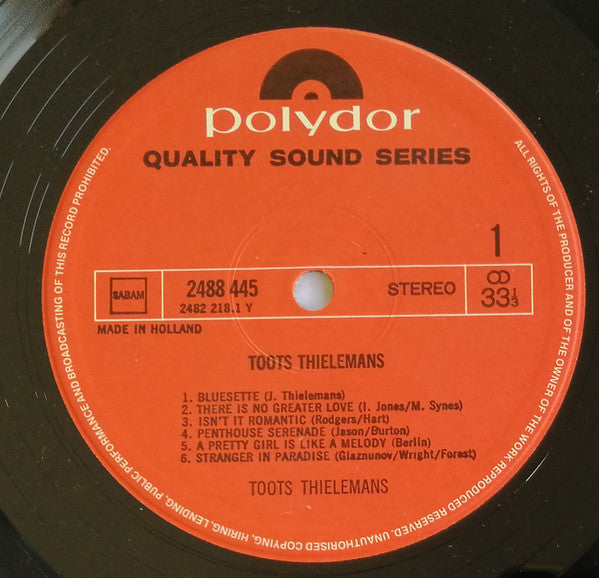 polydor
QUALITY SOUND SERIES
1
SABAM
2488 445
2482 218.1 Y
STEREO
33⅓
MADE IN HOLLAND
TOOTS THIELEMANS
1. BLUESETTE (J. Thielemans)
2. THERE IS NO GREATER LOVE (I. Jones/M. Synes)
3. ISN'T IT ROMANTIC (Rodgers/Hart)
4. PENTHOUSE SERENADE (Jason/Burton)
5. A PRETTY GIRL IS LIKE A MELODY (Berlin)
6. STRANGER IN PARADISE (Glaznunov/Wright/Forest)
TOOTS THIELEMANS
ALL RIGHTS OF THE PRODUCER AND OF THE OWNER OF THE WORK REPRODUCED RESERVED. UNAUTHORISED COPYING, HIRING, LENDING, PUBLIC PERFORMANCE AND BROADCASTING OF THIS RECORD PROHIBITED.